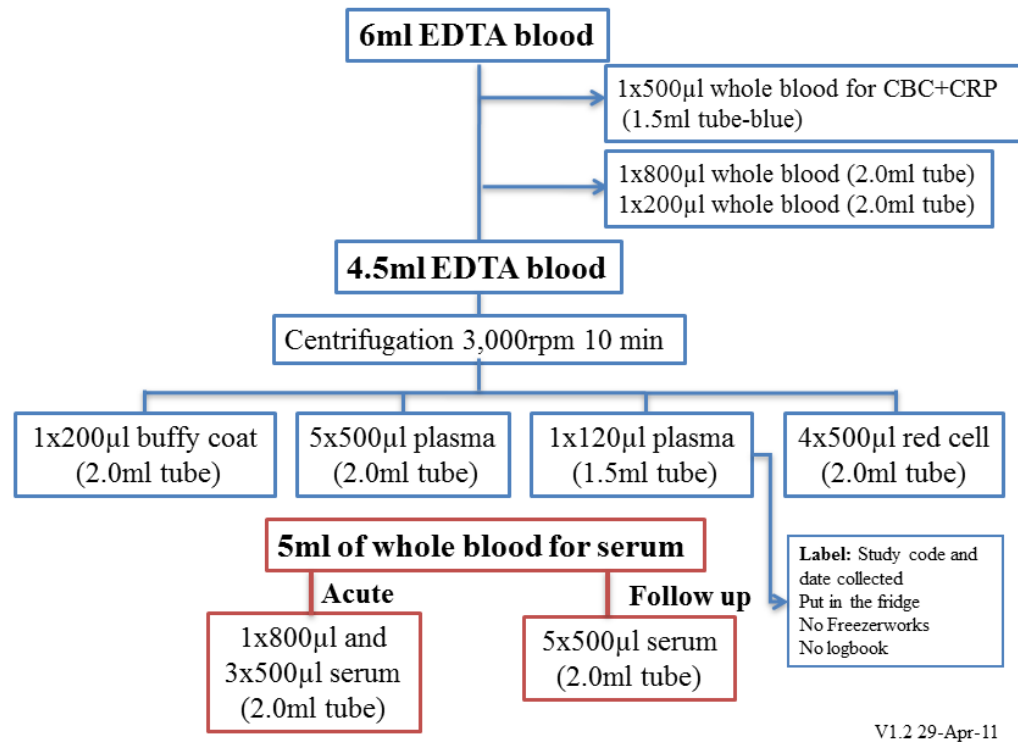 6ml EDTA blood
1x500µl whole blood for CBC+CRP
(1.5ml tube-blue)
1x800µl whole blood (2.0ml tube)
1x200µl whole blood (2.0ml tube)
4.5ml EDTA blood
Centrifugation 3,000rpm 10 min
1x200µl buffy coat
(2.0ml tube)
5x500µl plasma
(2.0ml tube)
1x120µl plasma
(1.5ml tube)
4x500µl red cell
(2.0ml tube)
Label: Study code and
date collected
Put in the fridge
No Freezerworks
No logbook
5ml of whole blood for serum
Acute
1x800µl and
3x500µl serum
(2.0ml tube)
Follow up
5x500µl serum
(2.0ml tube)
V1.2 29-Apr-11